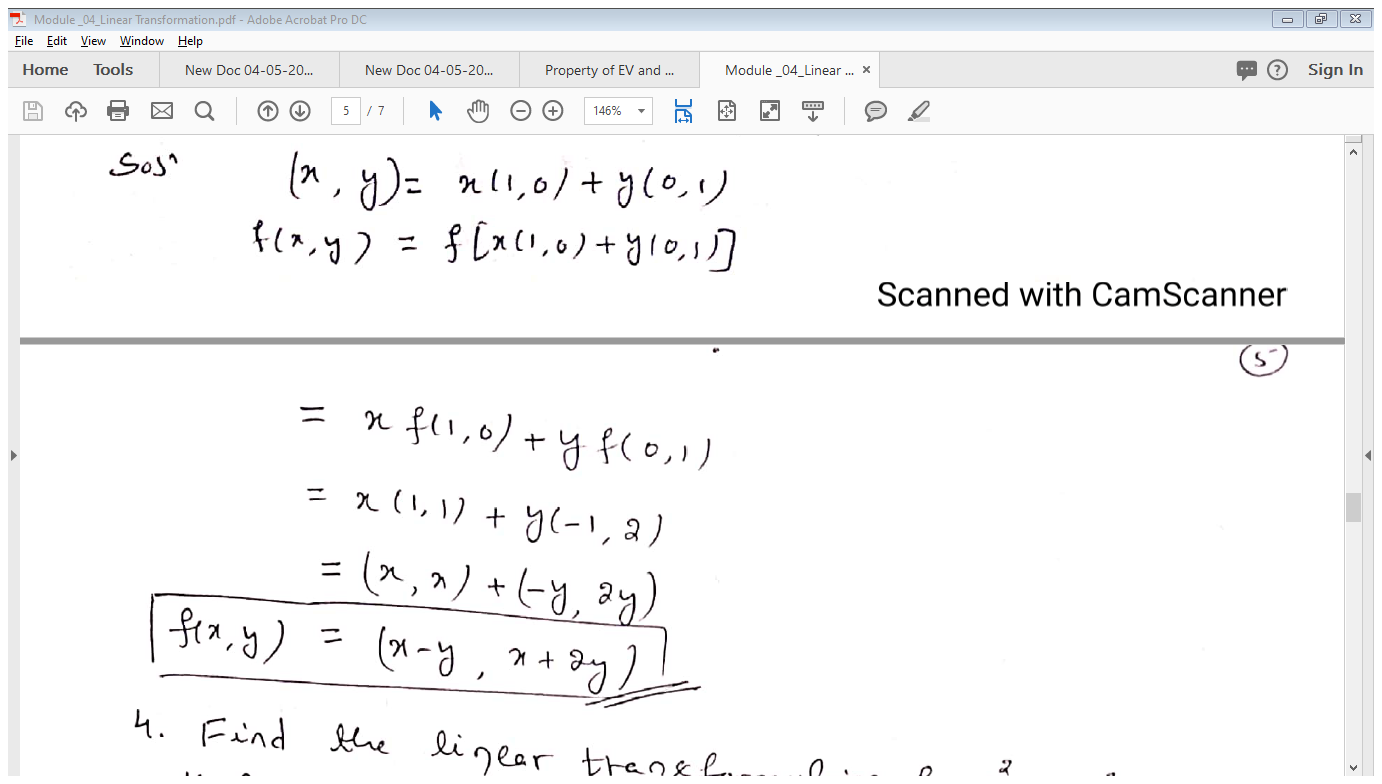 Module _04_Linear Transformation.pdf - Adobe Acrobat Pro DC
File Edit View Window Help
Home Tools New Doc 04-05-20... New Doc 04-05-20... Property of EV and ... Module _04_Linear ... × Sign In
5 / 7 146%
(x, y) = x(1,0) + y(0,1)
f(x,y) = f[x(1,0) + y(0,1)]
Scanned with CamScanner
5
= x f(1,0) + y f(0,1)
= x(1,1) + y(-1,2)
= (x,x) + (-y, 2y)
f(x,y) = (x-y, x+2y)
4. Find the linear